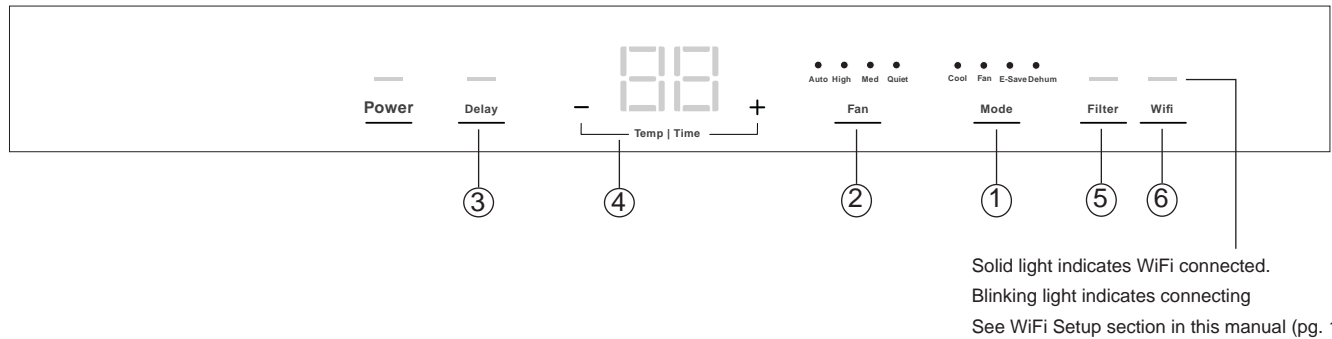 Auto High Med Quiet
Cool Fan E-Save Dehum
Power Delay - + Fan Mode Filter Wifi
Temp | Time
3 4 2 1 5 6
Solid light indicates WiFi connected.
Blinking light indicates connecting
See WiFi Setup section in this manual (pg.